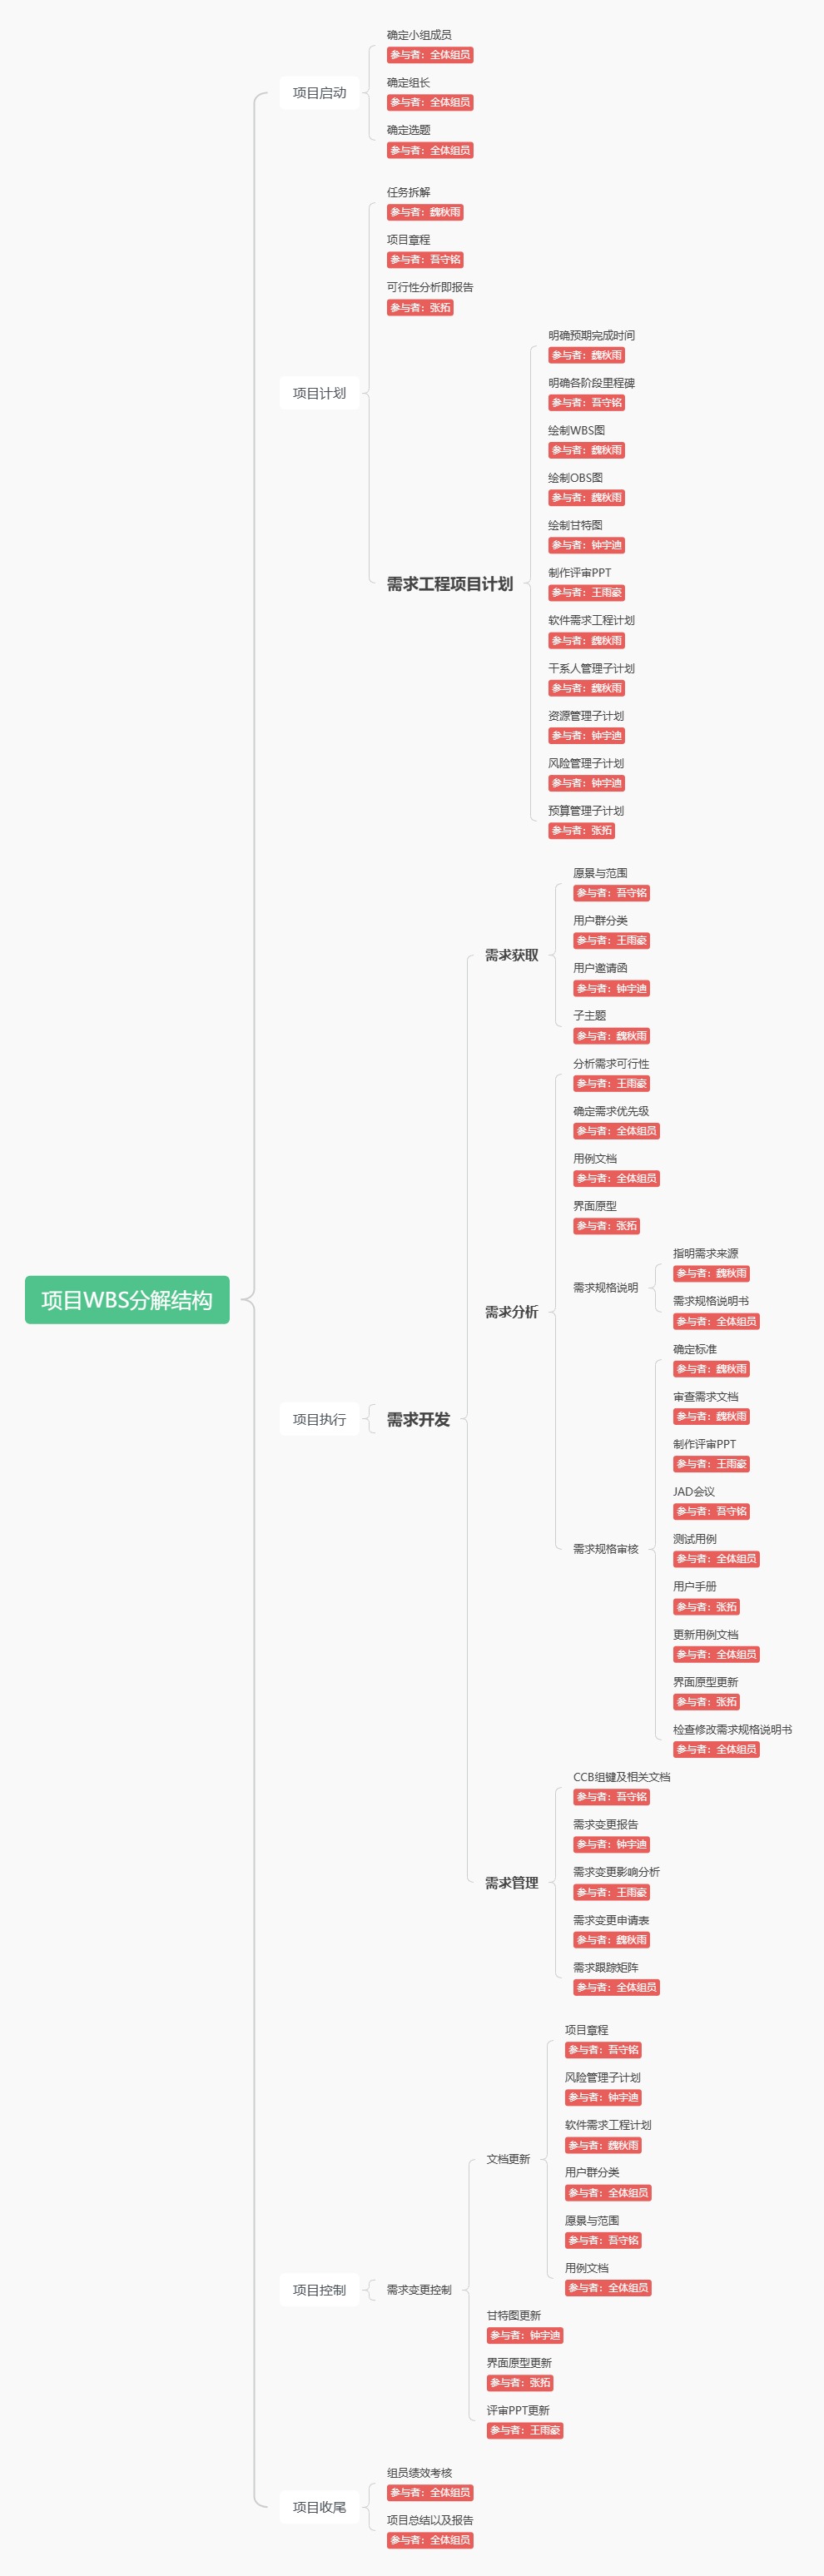 项目WBS分解结构
项目启动
确定小组成员
参与者：全体组员
确定组长
参与者：全体组员
确定选题
参与者：全体组员
项目计划
任务拆解
参与者：魏秋雨
项目章程
参与者：吾守铭
可行性分析即报告
参与者：张拓
需求工程项目计划
明确预期完成时间
参与者：魏秋雨
明确各阶段里程碑
参与者：吾守铭
绘制WBS图
参与者：魏秋雨
绘制OBS图
参与者：魏秋雨
绘制甘特图
参与者：钟宇迪
制作评审PPT
参与者：王雨豪
软件需求工程计划
参与者：魏秋雨
干系人管理子计划
参与者：魏秋雨
资源管理子计划
参与者：钟宇迪
风险管理子计划
参与者：钟宇迪
预算管理子计划
参与者：张拓
项目执行
需求开发
需求获取
愿景与范围
参与者：吾守铭
用户群分类
参与者：王雨豪
用户邀请函
参与者：钟宇迪
子主题
参与者：魏秋雨
需求分析
分析需求可行性
参与者：王雨豪
确定需求优先级
参与者：全体组员
用例文档
参与者：全体组员
界面原型
参与者：张拓
需求规格说明
指明需求来源
参与者：魏秋雨
需求规格说明书
参与者：全体组员
需求规格审核
确定标准
参与者：魏秋雨
审查需求文档
参与者：魏秋雨
制作评审PPT
参与者：王雨豪
JAD会议
参与者：吾守铭
测试用例
参与者：全体组员
用户手册
参与者：张拓
更新用例文档
参与者：全体组员
界面原型更新
参与者：张拓
检查修改需求规格说明书
参与者：全体组员
需求管理
CCB组键及相关文档
参与者：吾守铭
需求变更报告
参与者：钟宇迪
需求变更影响分析
参与者：王雨豪
需求变更申请表
参与者：魏秋雨
需求跟踪矩阵
参与者：全体组员
项目控制
需求变更控制
文档更新
项目章程
参与者：吾守铭
风险管理子计划
参与者：钟宇迪
软件需求工程计划
参与者：魏秋雨
用户群分类
参与者：全体组员
愿景与范围
参与者：吾守铭
用例文档
参与者：全体组员
甘特图更新
参与者：钟宇迪
界面原型更新
参与者：张拓
评审PPT更新
参与者：王雨豪
项目收尾
组员绩效考核
参与者：全体组员
项目总结以及报告
参与者：全体组员